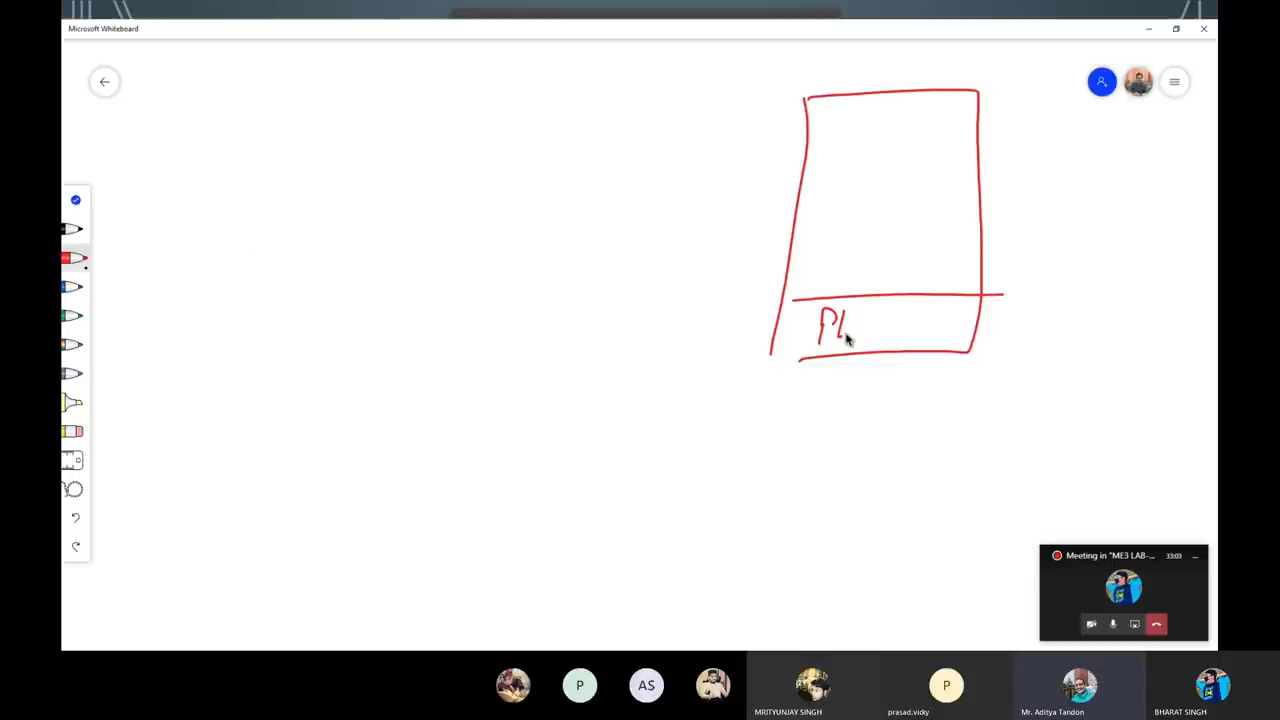 Microsoft Whiteboard
Pl
Meeting in "ME3 LAB-...
33:03
P
AS
P
MRITYUNJAY SINGH
prasad.vicky
Mr. Aditya Tandon
BHARAT SINGH